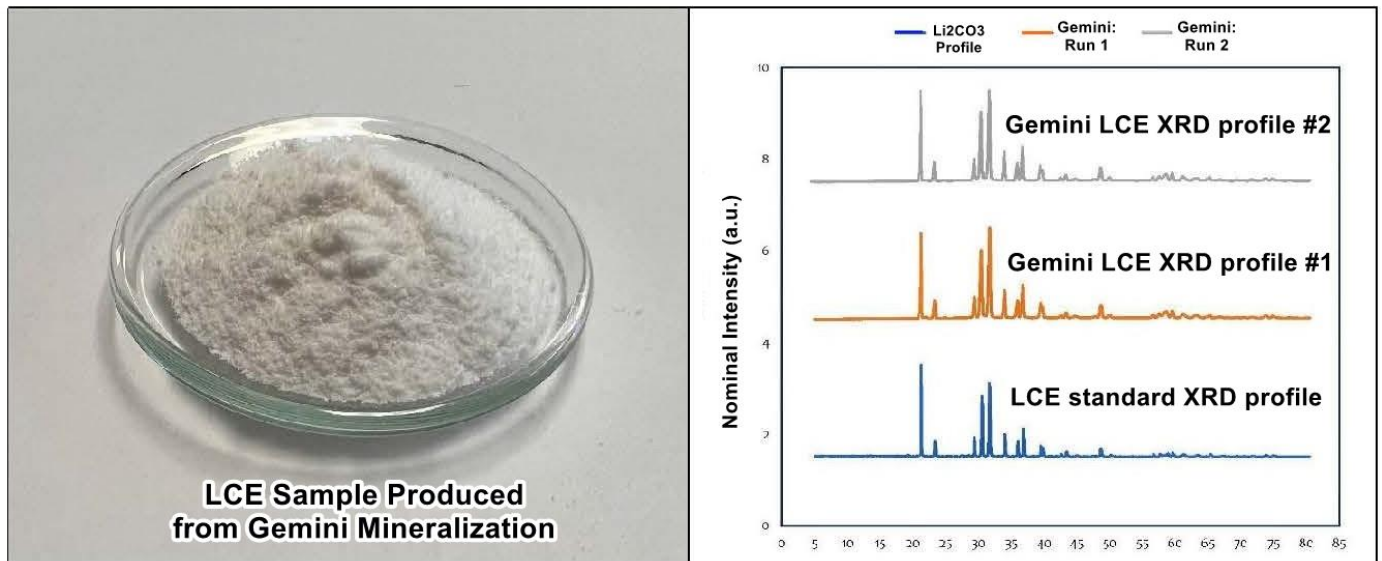 LCE Sample Produced
from Gemini Mineralization
Li2CO3
Profile
Gemini:
Run 1
Gemini:
Run 2
Nominal Intensity (a.u.)
10
8
6
4
2
0
Gemini LCE XRD profile #2
Gemini LCE XRD profile #1
LCE standard XRD profile
0 5 10 15 20 25 30 35 40 45 50 55 60 65 70 75 80 85